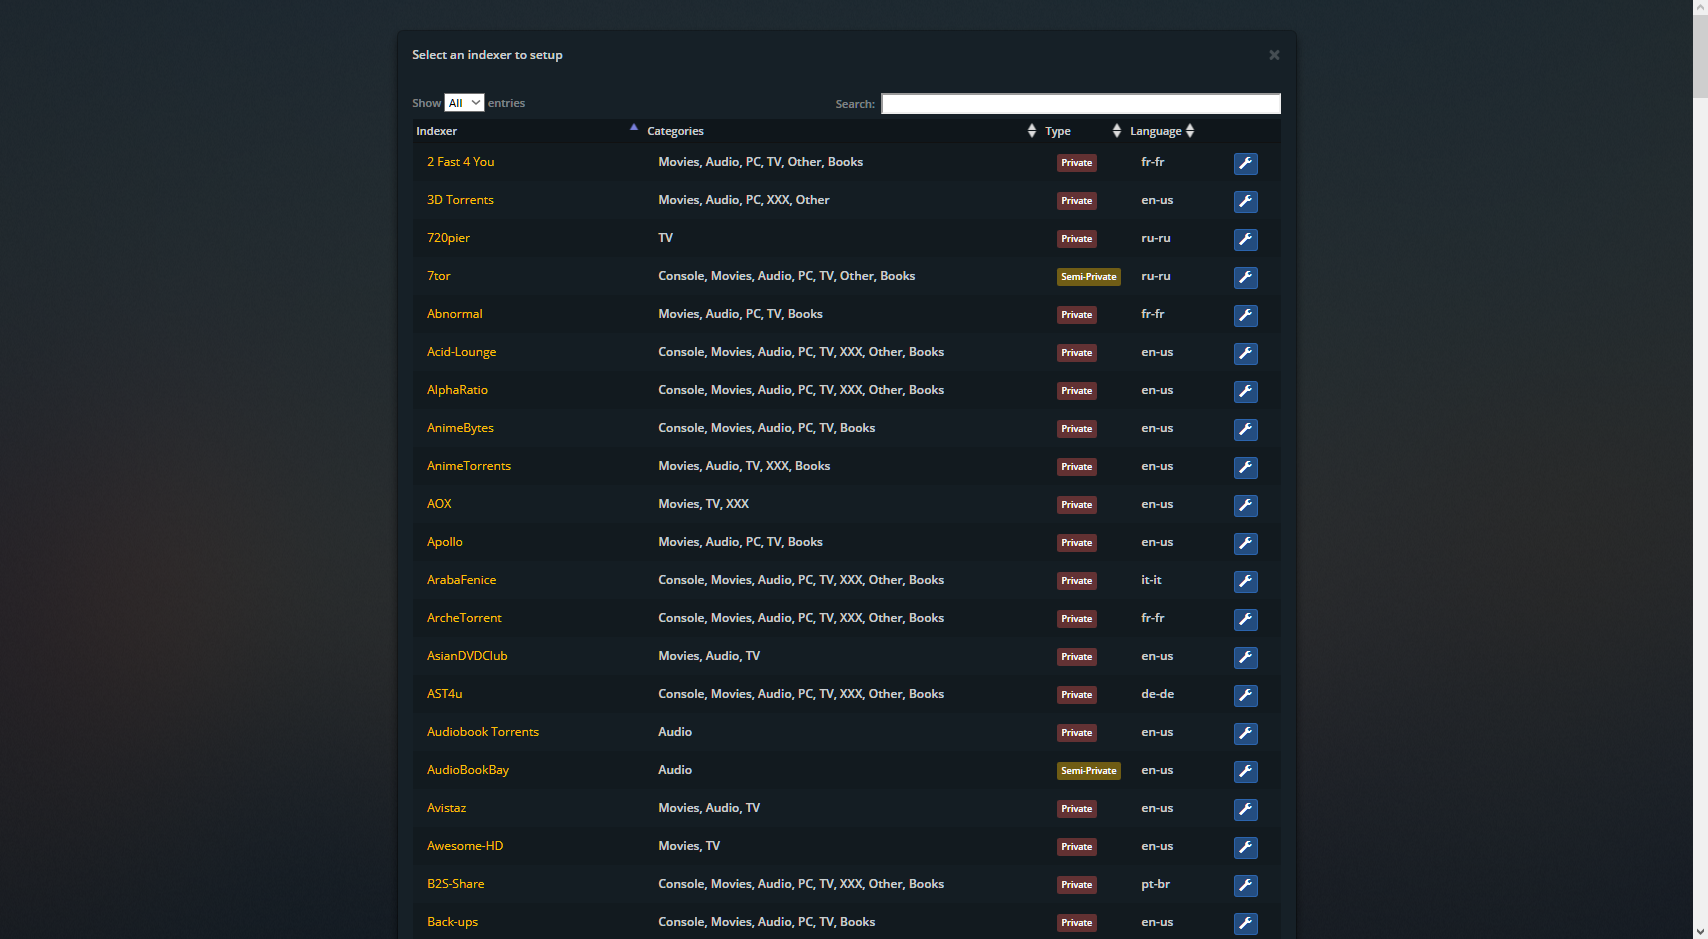 Select an indexer to setup
Show All entries Search:
Indexer Categories Type Language
2 Fast 4 You Movies, Audio, PC, TV, Other, Books Private fr-fr
3D Torrents Movies, Audio, PC, XXX, Other Private en-us
720pier TV Private ru-ru
7tor Console, Movies, Audio, PC, TV, Other, Books Semi-Private ru-ru
Abnormal Movies, Audio, PC, TV, Books Private fr-fr
Acid-Lounge Console, Movies, Audio, PC, TV, XXX, Other, Books Private en-us
AlphaRatio Console, Movies, Audio, PC, TV, XXX, Other, Books Private en-us
AnimeBytes Console, Movies, Audio, PC, TV, Books Private en-us
AnimeTorrents Movies, Audio, TV, XXX, Books Private en-us
AOX Movies, TV, XXX Private en-us
Apollo Movies, Audio, PC, TV, Books Private en-us
ArabaFenice Console, Movies, Audio, PC, TV, XXX, Other, Books Private it-it
ArcheTorrent Console, Movies, Audio, PC, TV, XXX, Other, Books Private fr-fr
AsianDVDClub Movies, Audio, TV Private en-us
AST4u Console, Movies, Audio, PC, TV, XXX, Other, Books Private de-de
Audiobook Torrents Audio Private en-us
AudioBookBay Audio Semi-Private en-us
Avistaz Movies, Audio, TV Private en-us
Awesome-HD Movies, TV Private en-us
B2S-Share Console, Movies, Audio, PC, TV, XXX, Other, Books Private pt-br
Back-ups Console, Movies, Audio, PC, TV, Books Private en-us